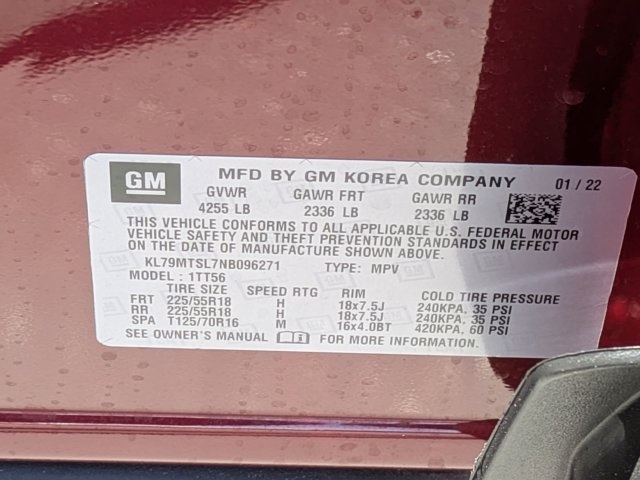 GM MFD BY GM KOREA COMPANY 01 / 22
GVWR GAWR FRT GAWR RR
4255 LB 2336 LB 2336 LB
THIS VEHICLE CONFORMS TO ALL APPLICABLE U.S. FEDERAL MOTOR
VEHICLE SAFETY AND THEFT PREVENTION STANDARDS IN EFFECT
ON THE DATE OF MANUFACTURE SHOWN ABOVE.
KL79MTSL7NB096271 TYPE: MPV
MODEL : 1TT56
TIRE SIZE SPEED RTG RIM COLD TIRE PRESSURE
FRT 225/55R18 H 18x7.5J 240KPA, 35 PSI
RR 225/55R18 H 18x7.5J 240KPA, 35 PSI
SPA T125/70R16 M 16x4.0BT 420KPA, 60 PSI
SEE OWNER'S MANUAL i FOR MORE INFORMATION.